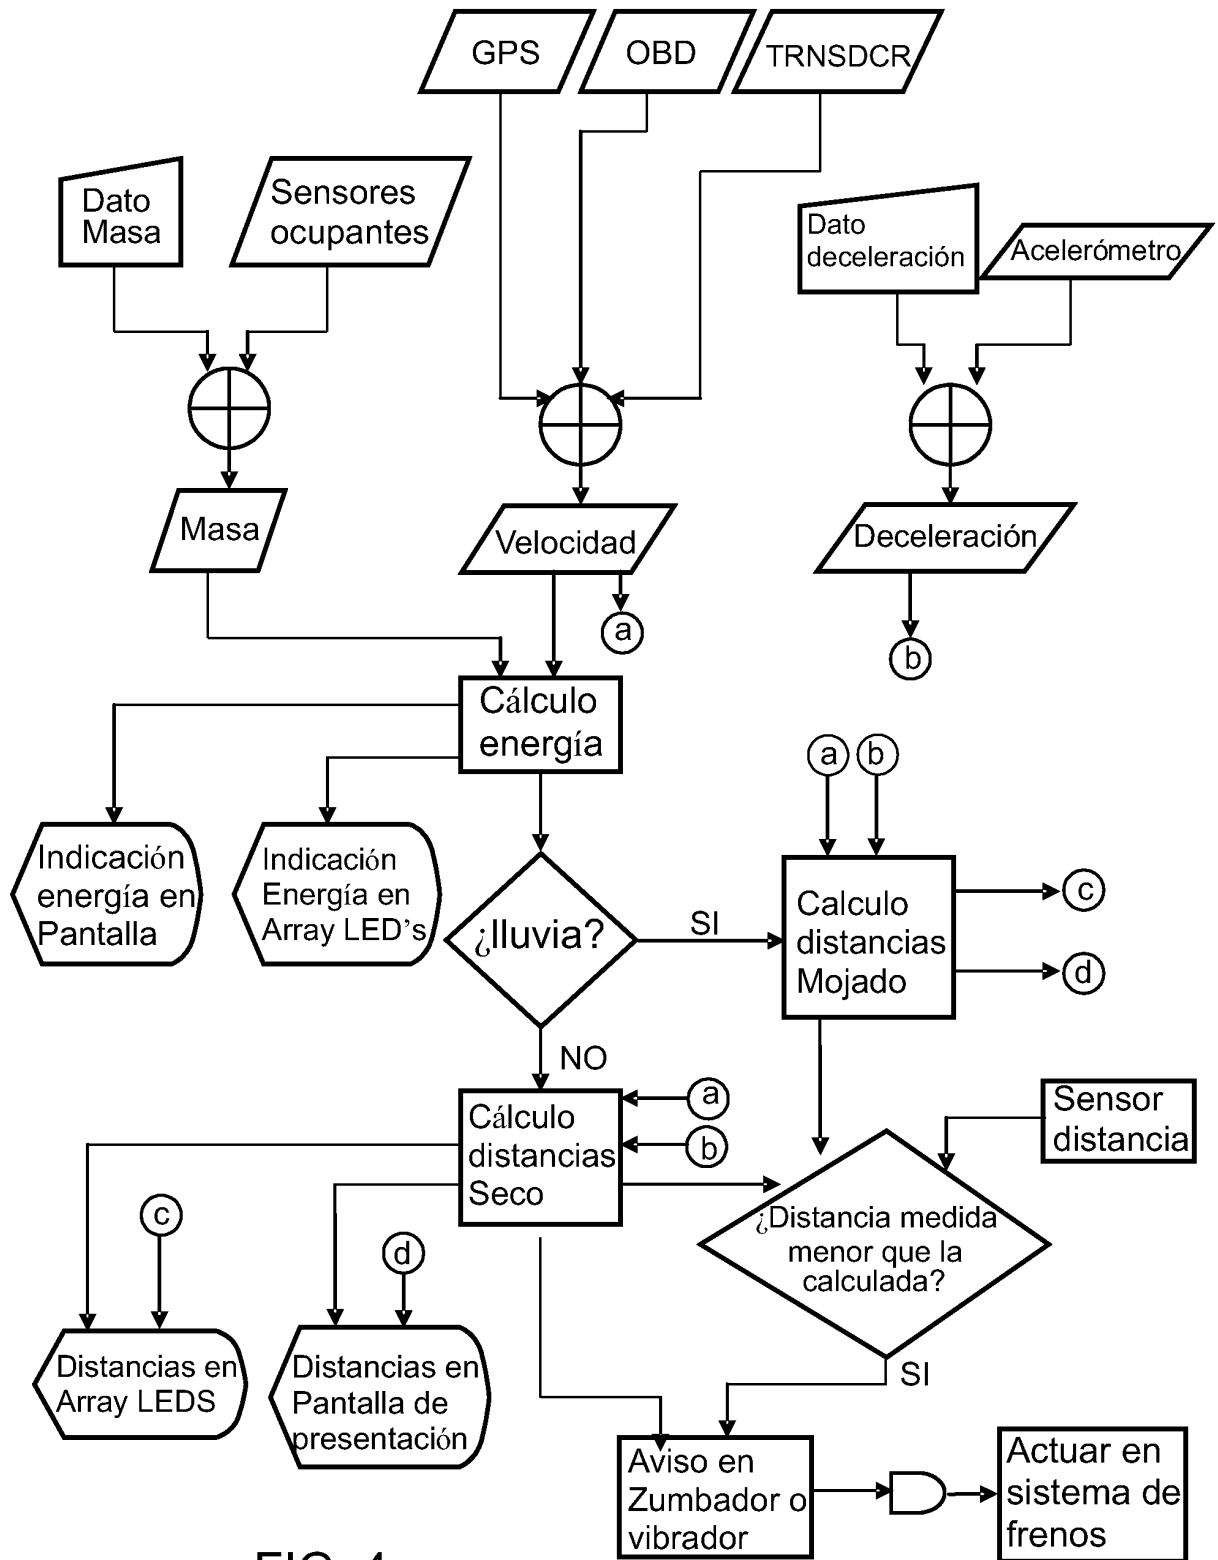 GPS
OBD
TRNSDCR
Dato
Masa
Sensores
ocupantes
Dato
deceleración
Acelerómetro
Masa
Velocidad
Deceleración
a
b
Cálculo
energía
a
b
Indicación
energía en
Pantalla
Indicación
Energía en
Array LED's
¿lluvia?
SI
Calculo
distancias
Mojado
c
d
NO
Cálculo
distancias
Seco
a
b
Sensor
distancia
c
d
¿Distancia medida
menor que la
calculada?
Distancias en
Array LEDS
Distancias en
Pantalla de
presentación
SI
Aviso en
Zumbador o
vibrador
Actuar en
sistema de
frenos